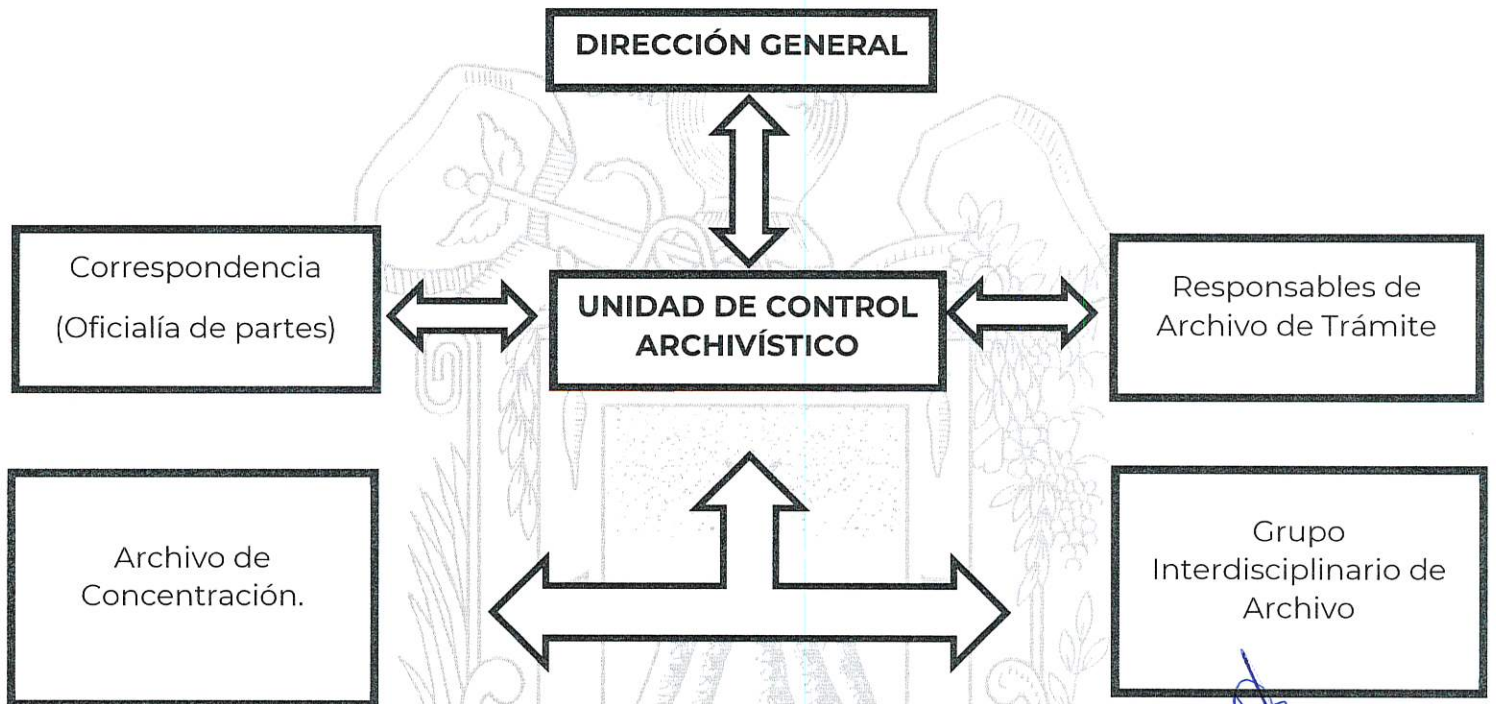 DIRECCIÓN GENERAL
Correspondencia
(Oficialía de partes)
UNIDAD DE CONTROL
ARCHIVÍSTICO
Responsables de
Archivo de Trámite
Archivo de
Concentración.
Grupo
Interdisciplinario de
Archivo